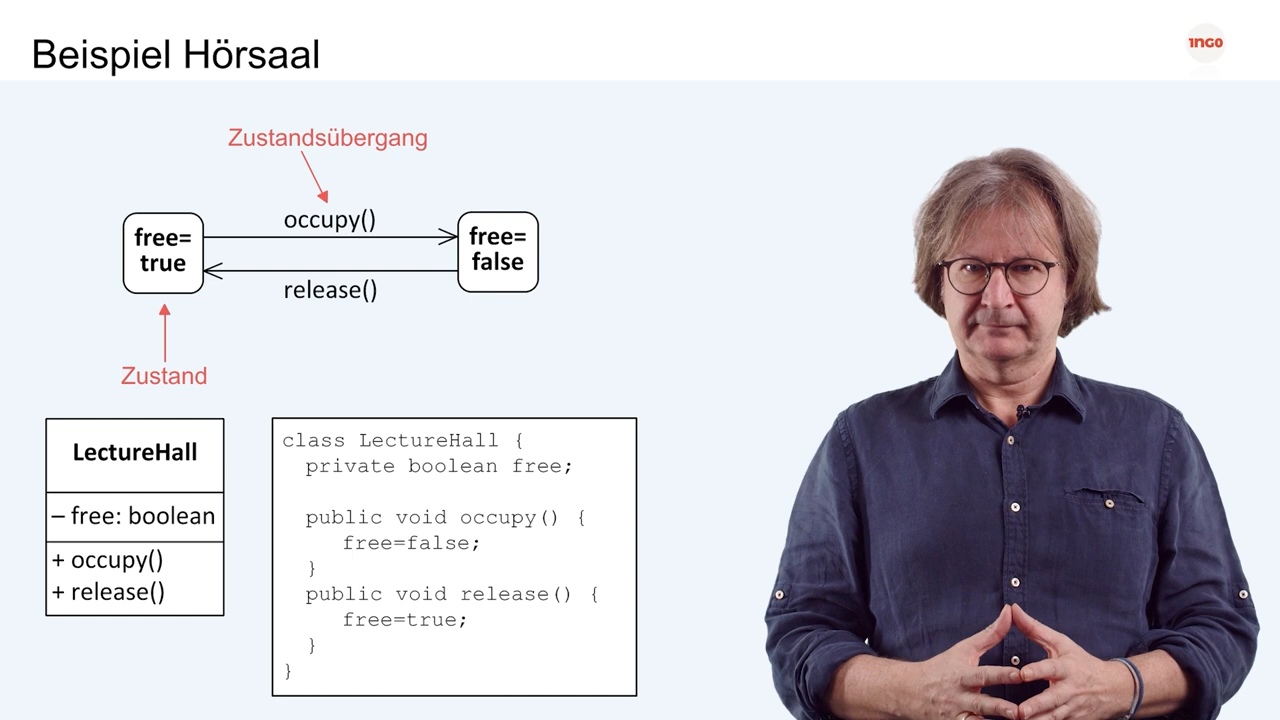 Beispiel Hörsaal
1NGO
Zustandsübergang
occupy()
free=
true
free=
false
release()
Zustand
LectureHall
– free: boolean
+ occupy()
+ release()
class LectureHall {
private boolean free;
public void occupy() {
free=false;
}
public void release() {
free=true;
}
}